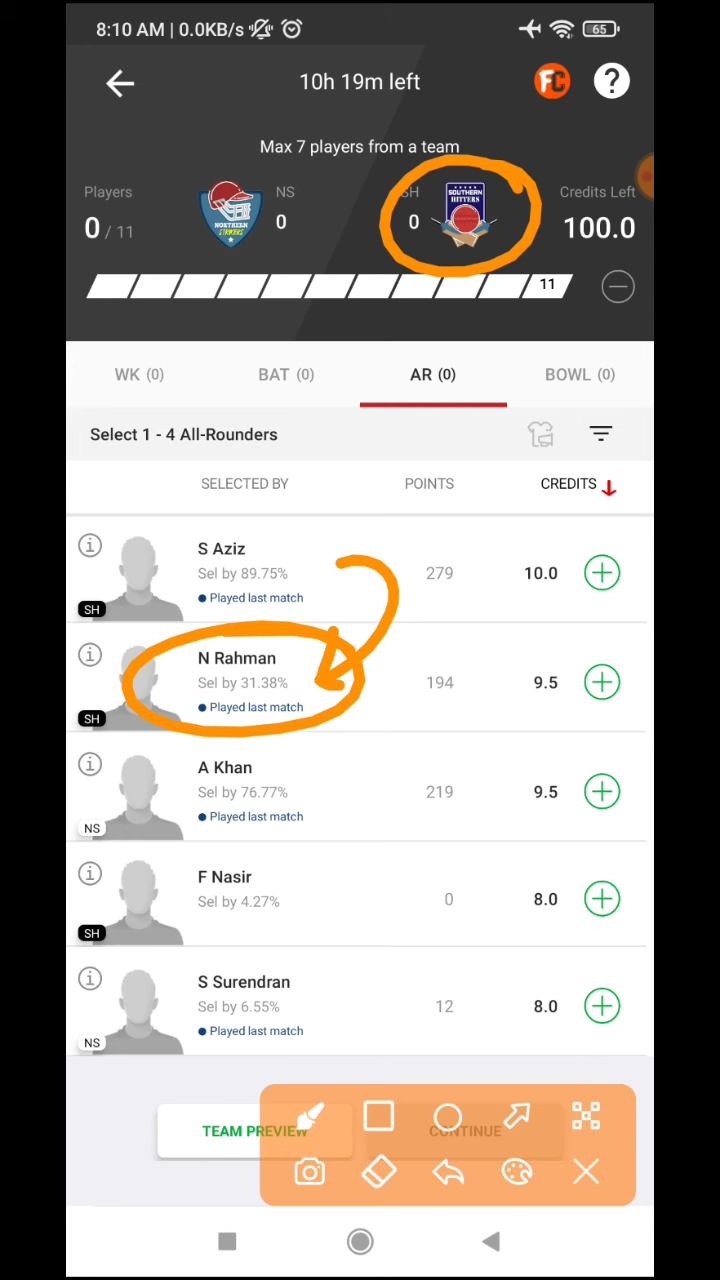 8:10 AM | 0.0KB/s
65
10h 19m left
FC
?
Max 7 players from a team
Players
0 / 11
NORTHERN
STRIKERS
NS
0
SH
0
SOUTHERN
HITTERS
Credits Left
100.0
11
WK (0)
BAT (0)
AR (0)
BOWL (0)
Select 1 - 4 All-Rounders
SELECTED BY
POINTS
CREDITS
S Aziz
Sel by 89.75%
Played last match
279
10.0
SH
N Rahman
Sel by 31.38%
Played last match
194
9.5
SH
A Khan
Sel by 76.77%
Played last match
219
9.5
NS
F Nasir
Sel by 4.27%
0
8.0
SH
S Surendran
Sel by 6.55%
Played last match
12
8.0
NS
TEAM PREVIEW
CONTINUE